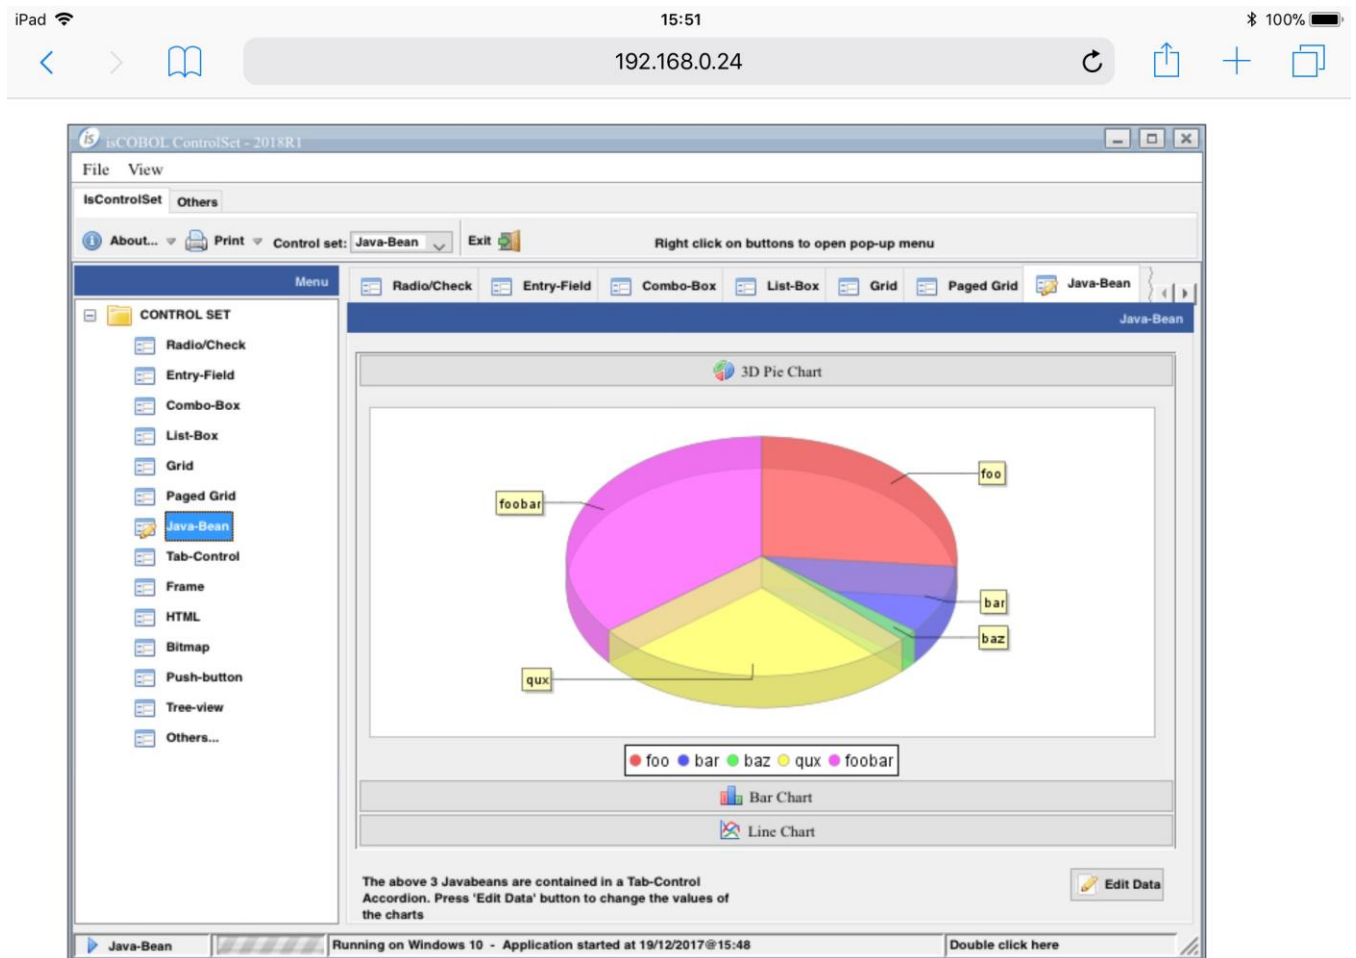 iPad 15:51 100%
192.168.0.24
is isCOBOL ControlSet - 2018R1
File View
IsControlSet Others
About... Print Control set: Java-Bean Exit Right click on buttons to open pop-up menu
Menu
CONTROL SET
Radio/Check
Entry-Field
Combo-Box
List-Box
Grid
Paged Grid
Java-Bean
Tab-Control
Frame
HTML
Bitmap
Push-button
Tree-view
Others...
Radio/Check Entry-Field Combo-Box List-Box Grid Paged Grid Java-Bean
Java-Bean
3D Pie Chart
foo
foobar
bar
baz
qux
foo bar baz qux foobar
Bar Chart
Line Chart
The above 3 Javabeans are contained in a Tab-Control
Accordion. Press 'Edit Data' button to change the values of
the charts
Edit Data
Java-Bean Running on Windows 10 - Application started at 19/12/2017@15:48 Double click here